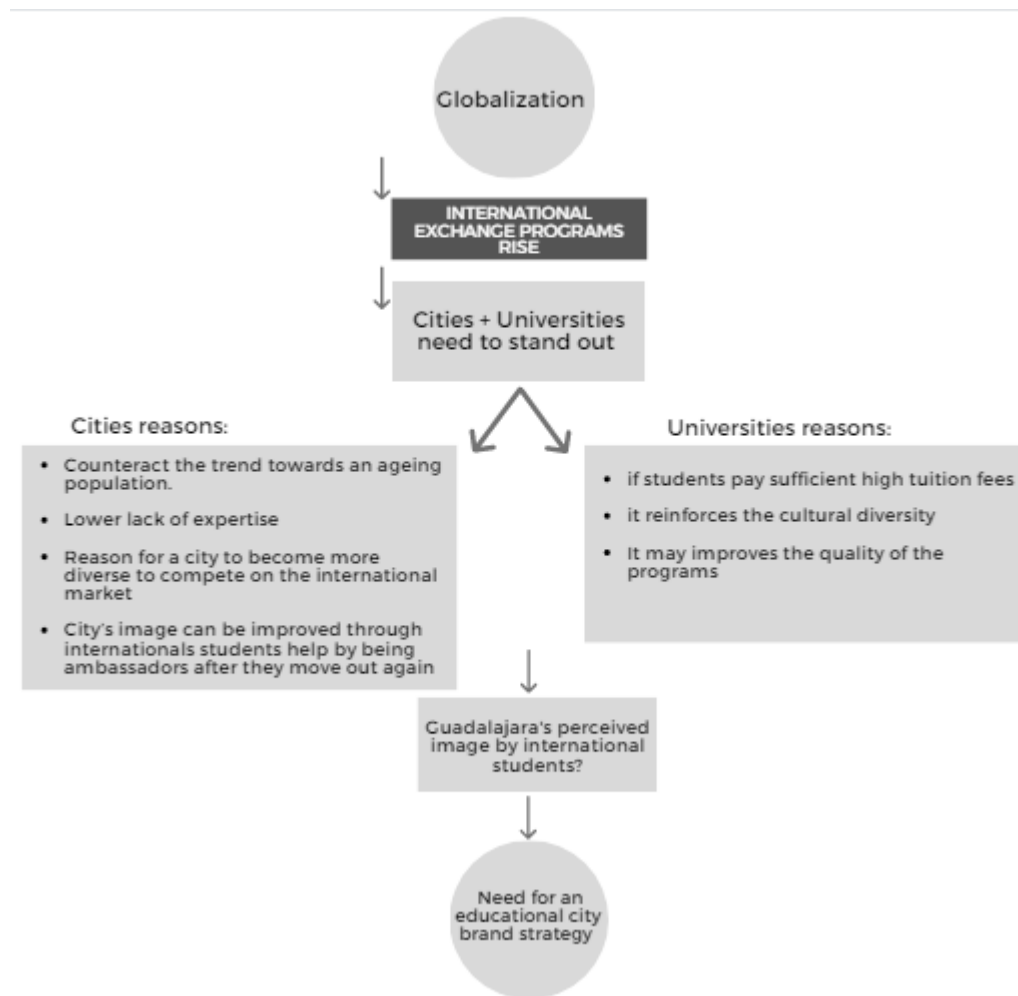 Globalization
INTERNATIONAL
EXCHANGE PROGRAMS
RISE
Cities + Universities
need to stand out
Cities reasons:
• Counteract the trend towards an ageing
population.
• Lower lack of expertise
• Reason for a city to become more
diverse to compete on the international
market
• City's image can be improved through
internationals students help by being
ambassadors after they move out again
Universities reasons:
• if students pay sufficient high tuition fees
• it reinforces the cultural diversity
• It may improves the quality of the
programs
Guadalajara's perceived
image by international
students?
Need for an
educational city
brand strategy